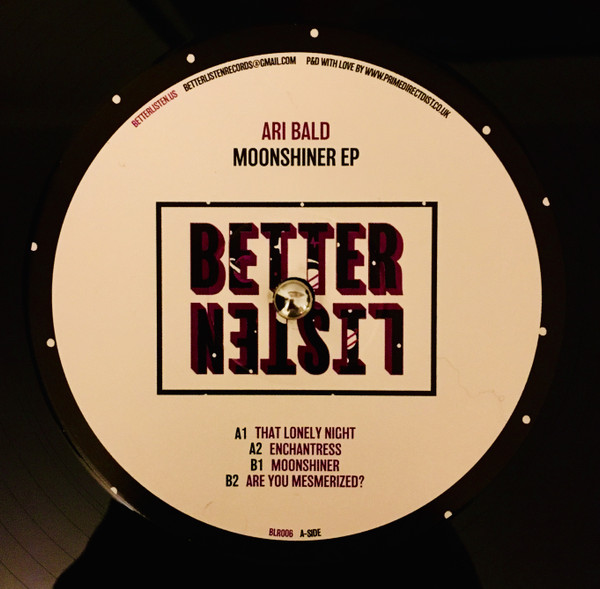 BETTERLISTEN.US BETTERLISTENRECORDS@GMAIL.COM P&D WITH LOVE BY WWW.PRIMEDIRECTDIST.CO.UK
ARI BALD
MOONSHINER EP
BETTER
LISTEN
A1 THAT LONELY NIGHT
A2 ENCHANTRESS
B1 MOONSHINER
B2 ARE YOU MESMERIZED?
BLR006 A-SIDE